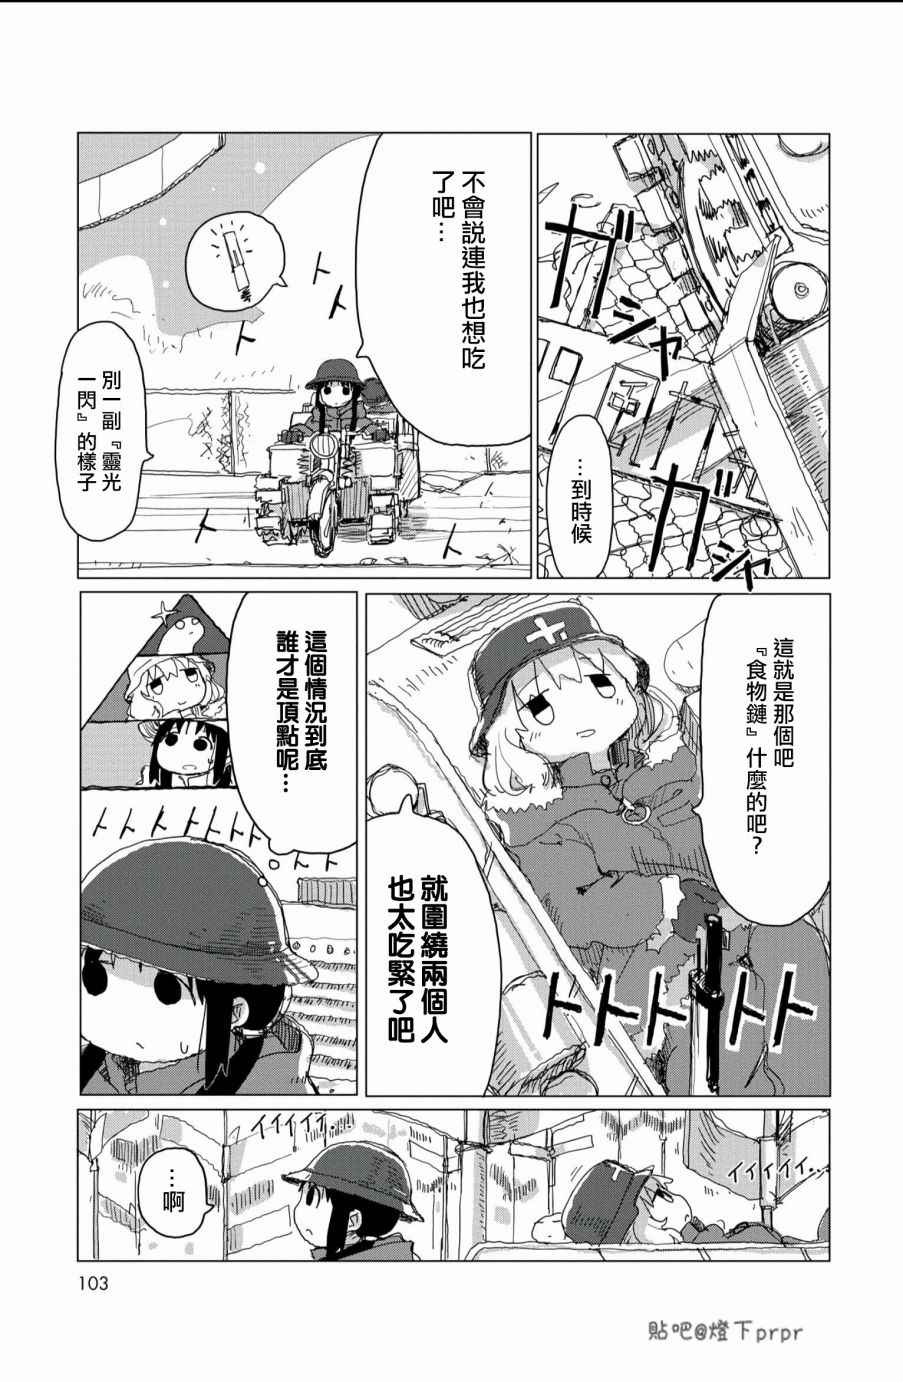 ガシャ
ガシャ
…到時候
不會説連我也想吃
了吧…
トト
ト
ト
別一副『靈光
一閃』的樣子
這就是那個吧
『食物鏈』什麼的吧？
就圍繞兩個人
也太吃緊了吧
トトトトトト
這個情況到底
誰才是頂點呢…
トトトトトト
イイイイィ…
イイイイィ…
…啊
103
貼吧@燈下prpr